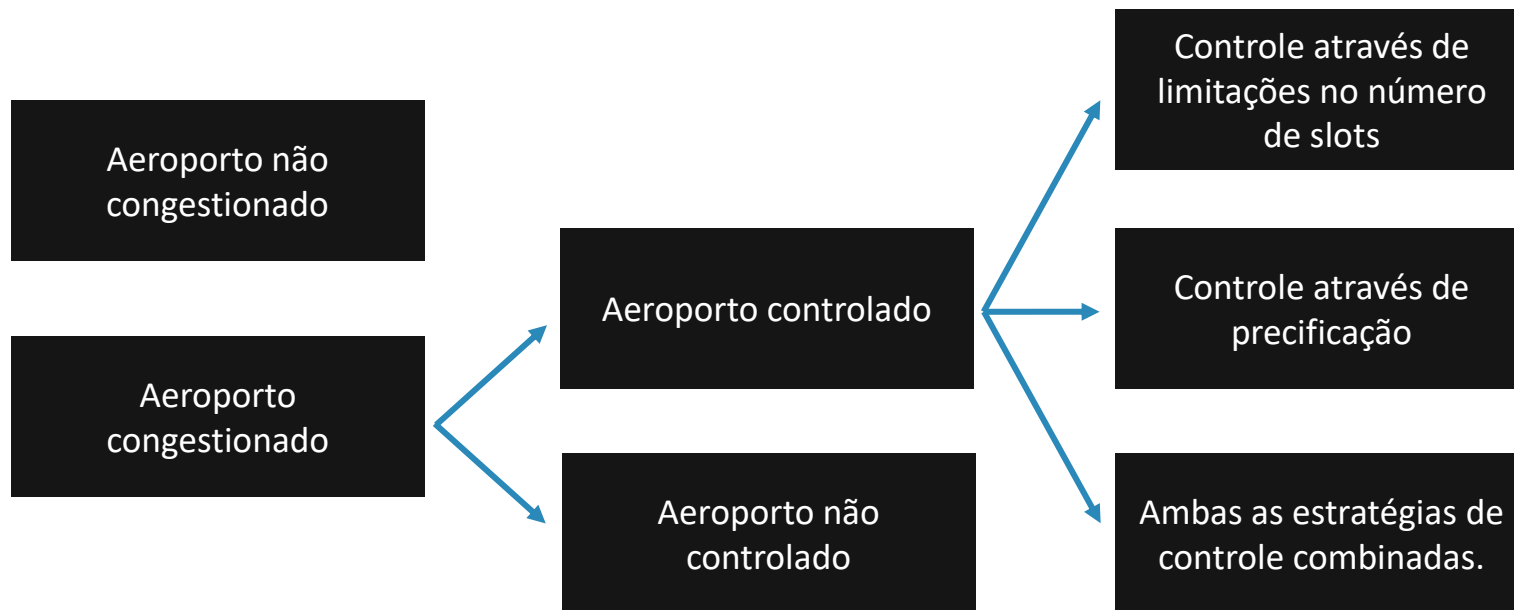 Aeroporto não
congestionado
Aeroporto
congestionado
Aeroporto controlado
Aeroporto não
controlado
Controle através de
limitações no número
de slots
Controle através de
precificação
Ambas as estratégias de
controle combinadas.